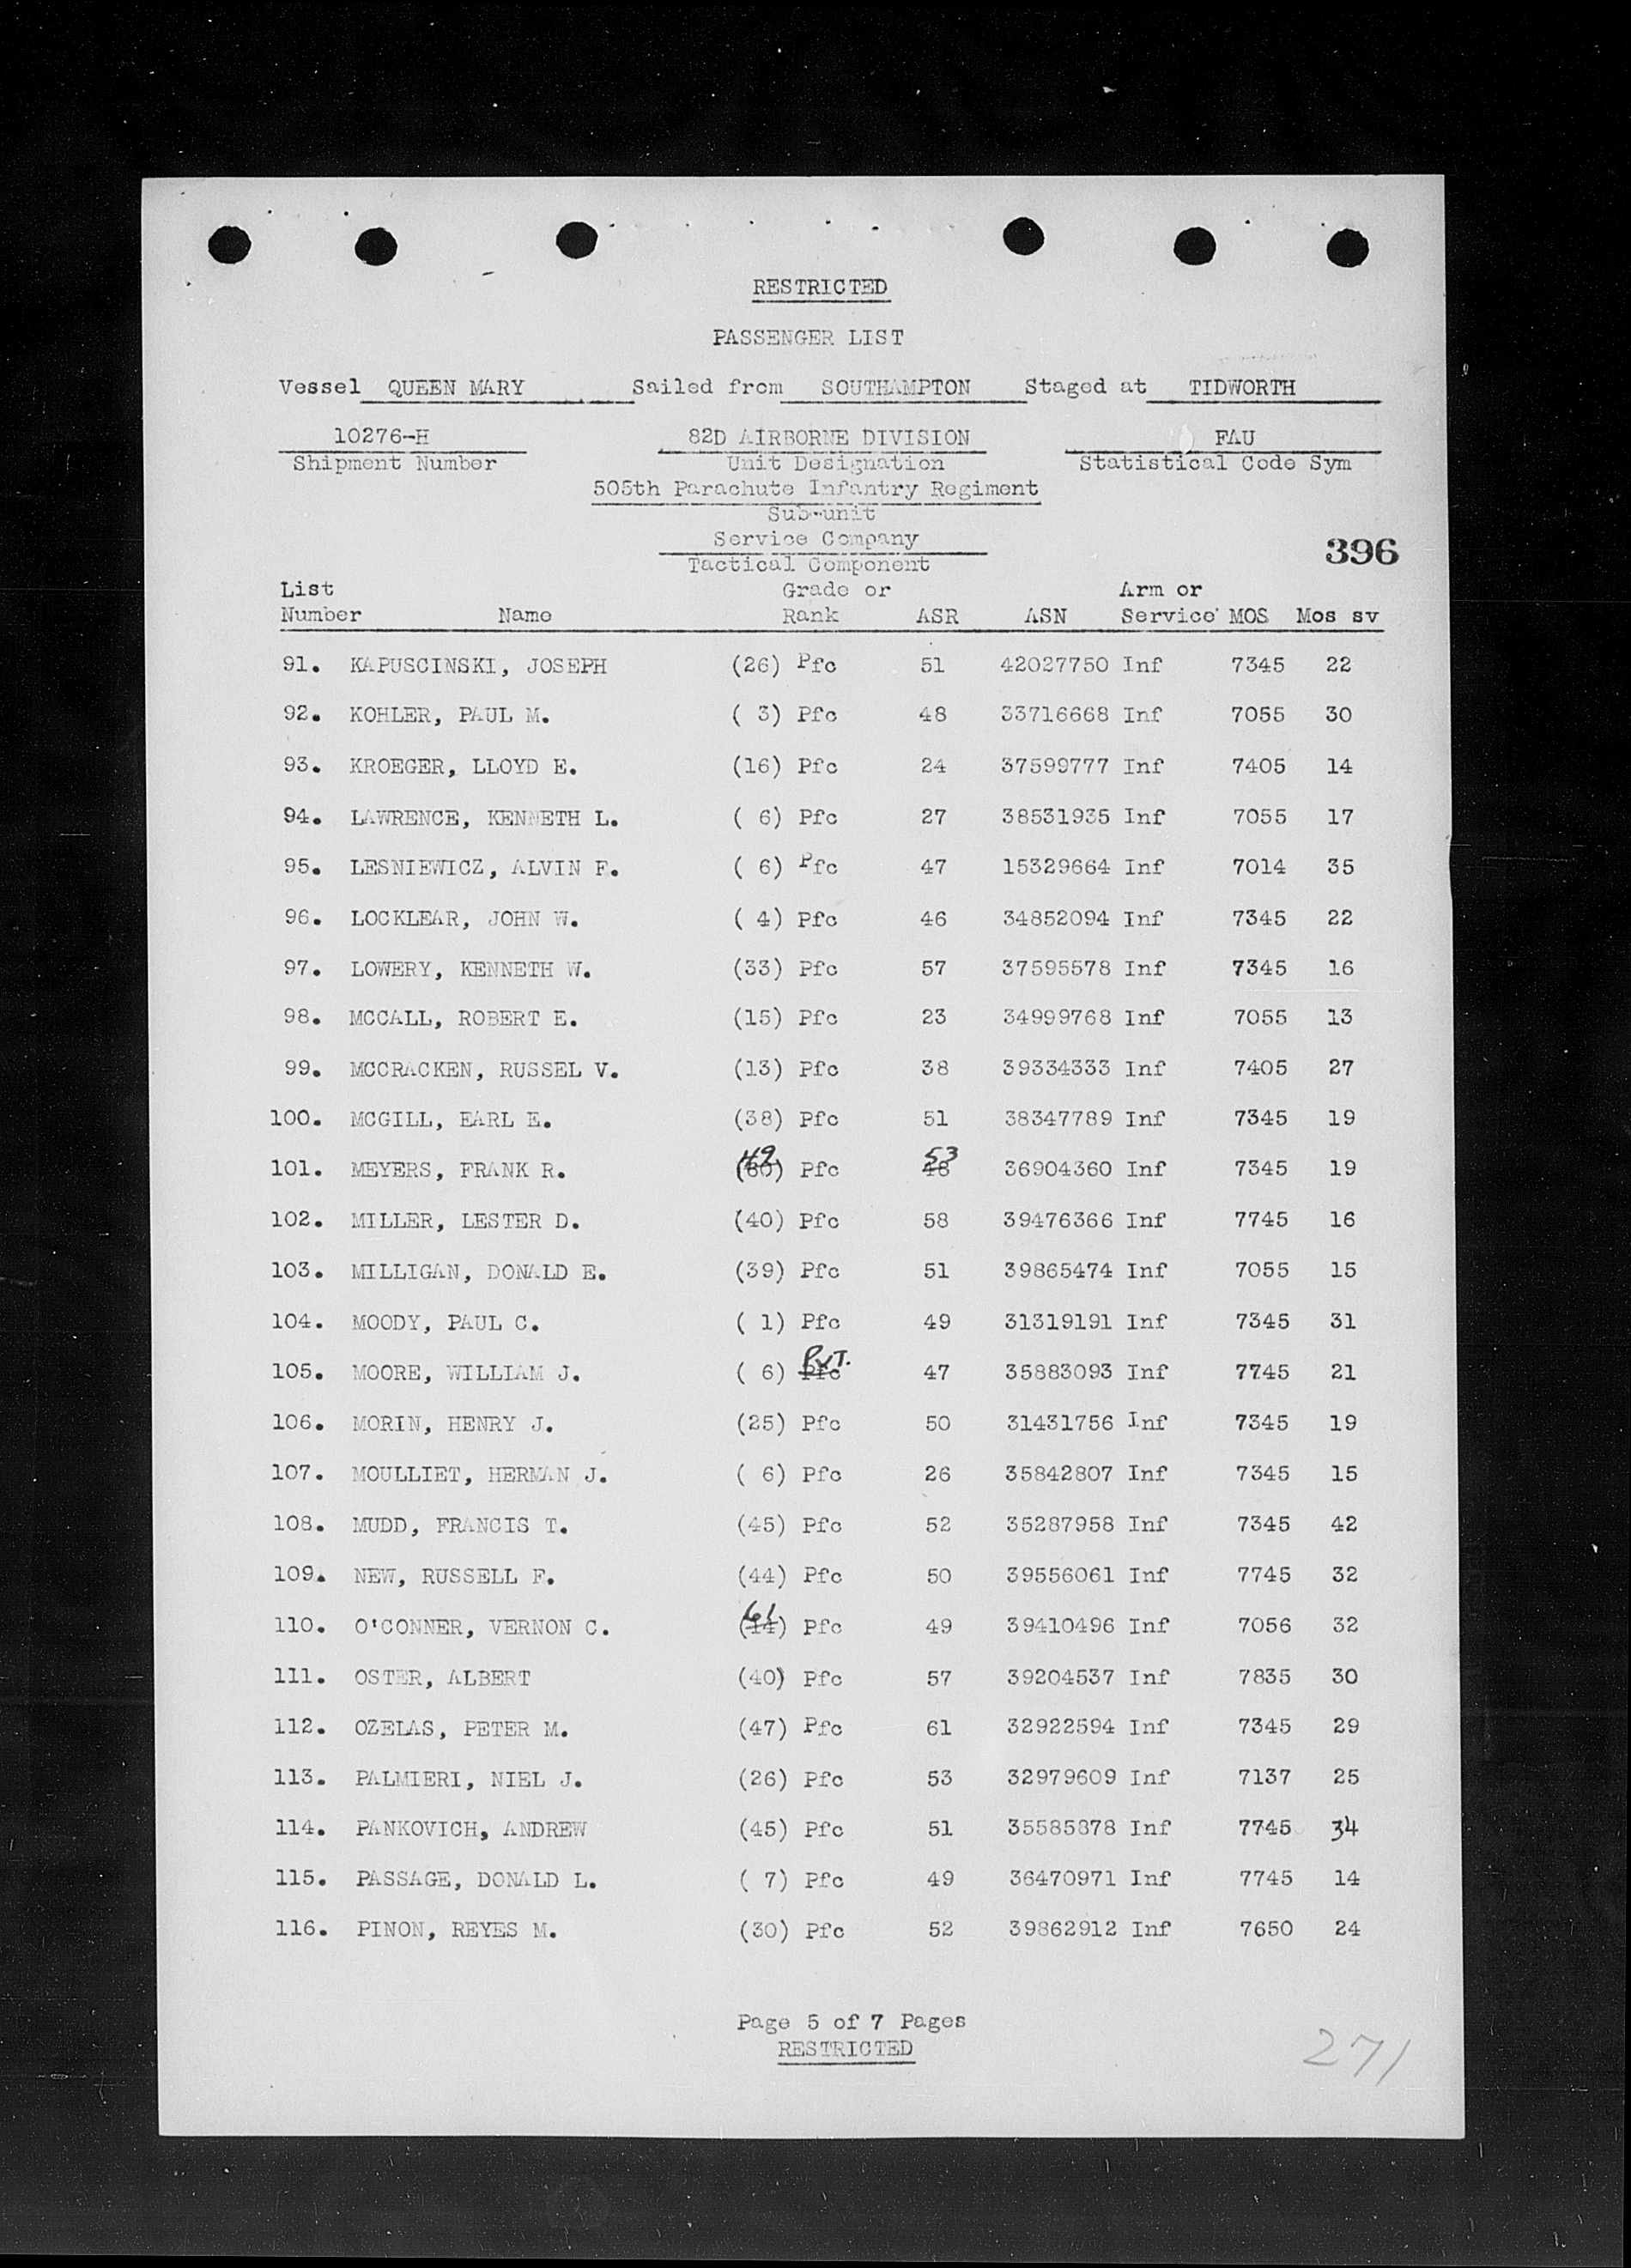 RESTRICTED
PASSENGER LIST
Vessel QUEEN MARY Sailed from SOUTHAMPTON Staged at TIDWORTH
10276-H 82D AIRBORNE DIVISION FAU
Shipment Number Unit Designation Statistical Code Sym
505th Parachute Infantry Regiment
Sub-unit
Service Company
396
Tactical Component
List Grade or Arm or
Number Name Rank ASR ASN Service MOS Mos sv
91. KAPUSCINSKI, JOSEPH (26) Pfc 51 42027750 Inf 7345 22
92. KOHLER, PAUL M. ( 3) Pfc 48 33716668 Inf 7055 30
93. KROEGER, LLOYD E. (16) Pfc 24 37599777 Inf 7405 14
94. LAWRENCE, KENNETH L. ( 6) Pfc 27 38531935 Inf 7055 17
95. LESNIEWICZ, ALVIN F. ( 6) Pfc 47 15329664 Inf 7014 35
96. LOCKLEAR, JOHN W. ( 4) Pfc 46 34852094 Inf 7345 22
97. LOWERY, KENNETH W. (33) Pfc 57 37595578 Inf 7345 16
98. MCCALL, ROBERT E. (15) Pfc 23 34999768 Inf 7055 13
99. MCCRACKEN, RUSSEL V. (13) Pfc 38 39334333 Inf 7405 27
100. MCGILL, EARL E. (38) Pfc 51 38347789 Inf 7345 19
49 53
101. MEYERS, FRANK R. (60) Pfc 48 36904360 Inf 7345 19
102. MILLER, LESTER D. (40) Pfc 58 39476366 Inf 7745 16
103. MILLIGAN, DONALD E. (39) Pfc 51 39865474 Inf 7055 15
104. MOODY, PAUL C. ( 1) Pfc 49 31319191 Inf 7345 31
PvT.
105. MOORE, WILLIAM J. ( 6) Pfc 47 35883093 Inf 7745 21
106. MORIN, HENRY J. (25) Pfc 50 31431756 Inf 7345 19
107. MOULLIET, HERMAN J. ( 6) Pfc 26 35842807 Inf 7345 15
108. MUDD, FRANCIS T. (45) Pfc 52 35287958 Inf 7345 42
109. NEW, RUSSELL F. (44) Pfc 50 39556061 Inf 7745 32
61
110. O'CONNER, VERNON C. (14) Pfc 49 39410496 Inf 7056 32
111. OSTER, ALBERT (40) Pfc 57 39204537 Inf 7835 30
112. OZELAS, PETER M. (47) Pfc 61 32922594 Inf 7345 29
113. PALMIERI, NIEL J. (26) Pfc 53 32979609 Inf 7137 25
114. PANKOVICH, ANDREW (45) Pfc 51 35585878 Inf 7745 34
115. PASSAGE, DONALD L. ( 7) Pfc 49 36470971 Inf 7745 14
116. PINON, REYES M. (30) Pfc 52 39862912 Inf 7650 24
Page 5 of 7 Pages
RESTRICTED
271